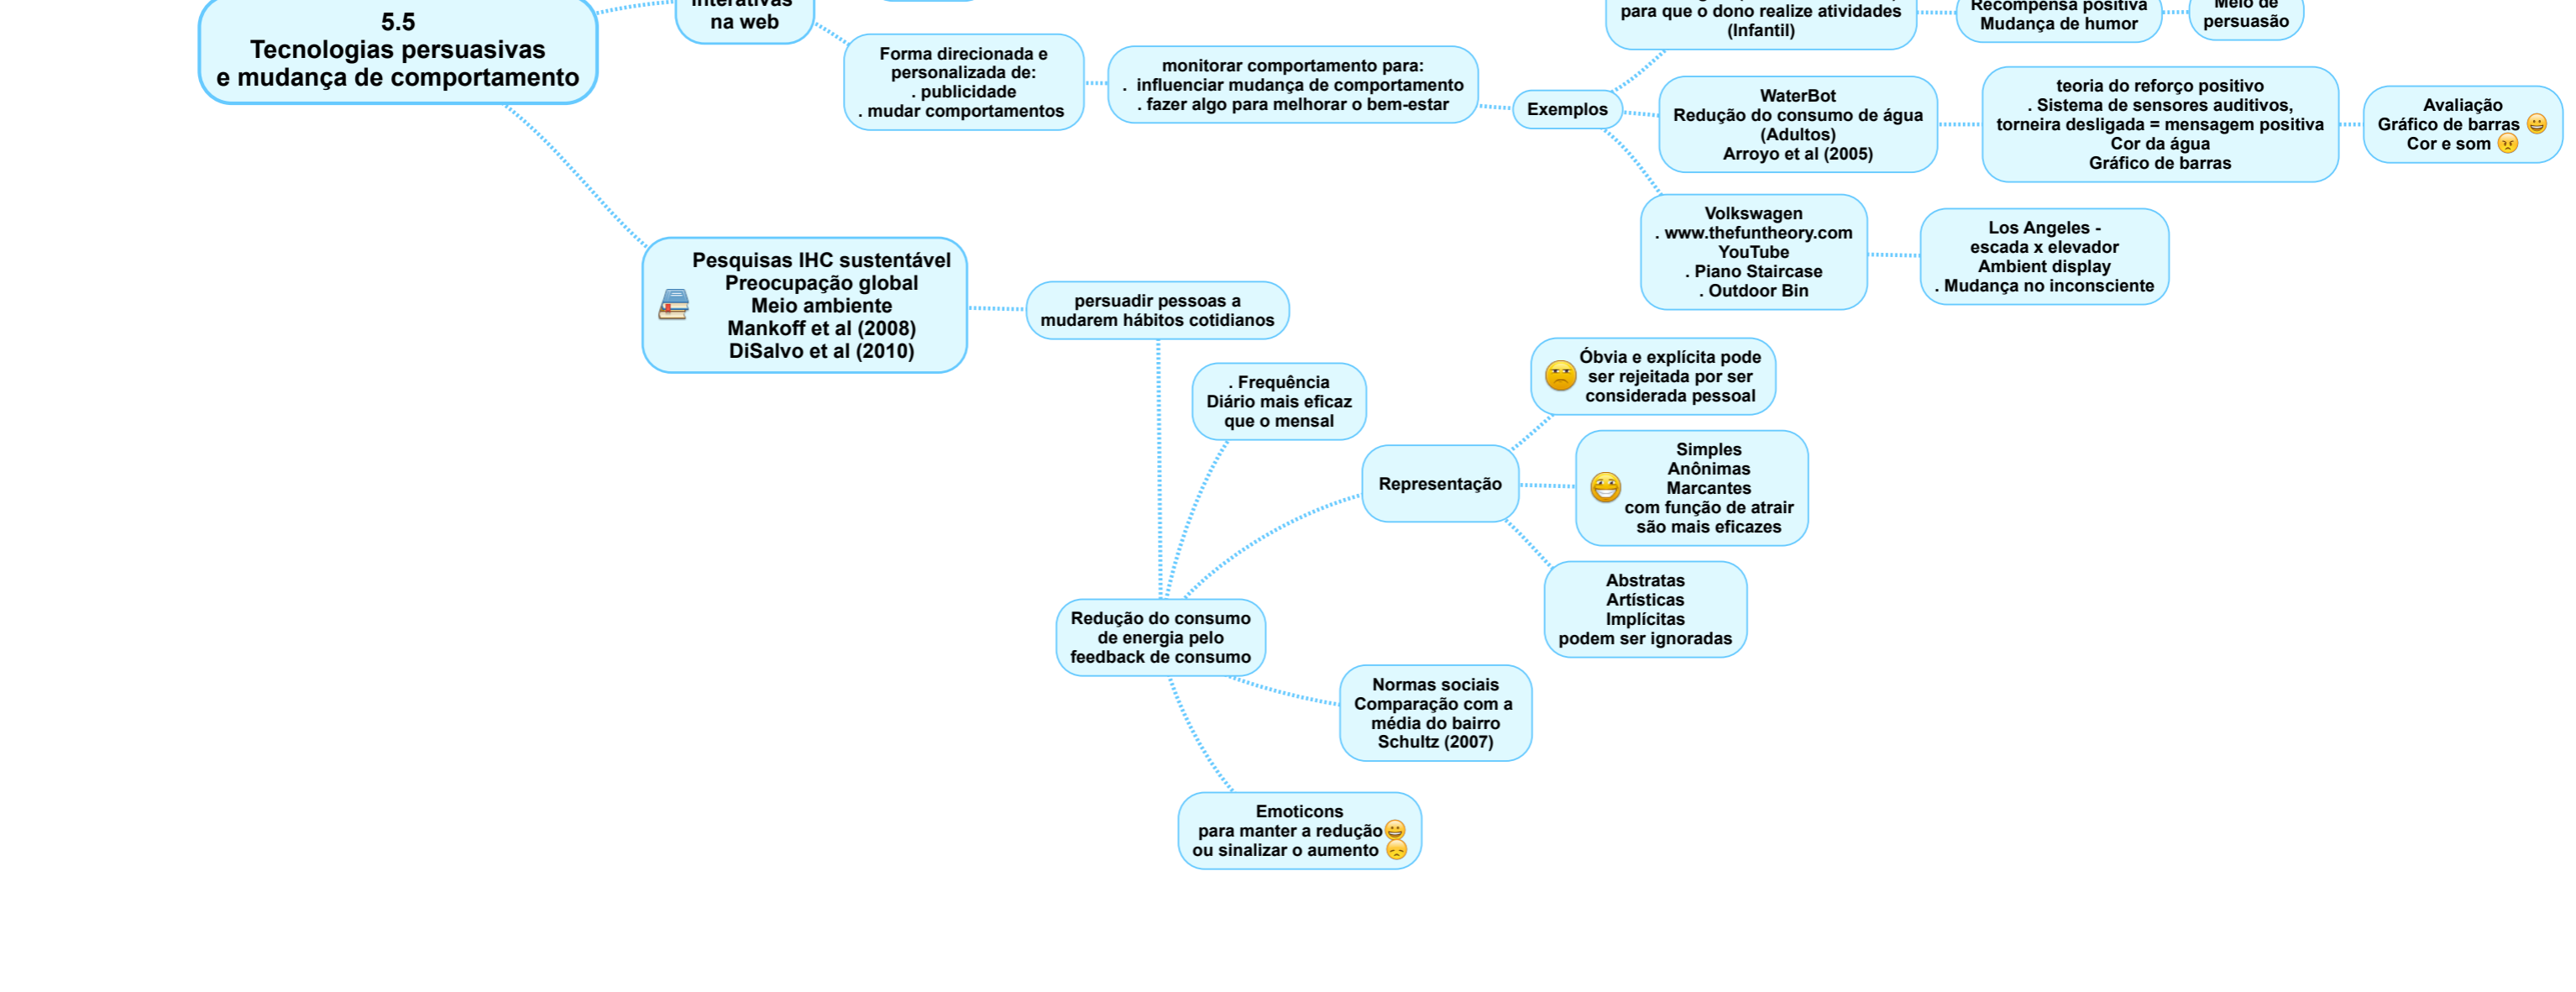 5.5
Tecnologias persuasivas
e mudança de comportamento
interativas
na web
Forma direcionada e
personalizada de:
. publicidade
. mudar comportamentos
monitorar comportamento para:
. influenciar mudança de comportamento
. fazer algo para melhorar o bem-estar
Exemplos
para que o dono realize atividades
(Infantil)
Recompensa positiva
Mudança de humor
Meio de
persuasão
WaterBot
Redução do consumo de água
(Adultos)
Arroyo et al (2005)
teoria do reforço positivo
. Sistema de sensores auditivos,
torneira desligada = mensagem positiva
Cor da água
Gráfico de barras
Avaliação
Gráfico de barras 😀
Cor e som 😠
Volkswagen
. www.thefuntheory.com
YouTube
. Piano Staircase
. Outdoor Bin
Los Angeles -
escada x elevador
Ambient display
. Mudança no inconsciente
Pesquisas IHC sustentável
Preocupação global
Meio ambiente
Mankoff et al (2008)
DiSalvo et al (2010)
persuadir pessoas a
mudarem hábitos cotidianos
. Frequência
Diário mais eficaz
que o mensal
Representação
Óbvia e explícita pode
ser rejeitada por ser
considerada pessoal
Simples
Anônimas
Marcantes
com função de atrair
são mais eficazes
Abstratas
Artísticas
Implícitas
podem ser ignoradas
Redução do consumo
de energia pelo
feedback de consumo
Normas sociais
Comparação com a
média do bairro
Schultz (2007)
Emoticons
para manter a redução😀
ou sinalizar o aumento 😞